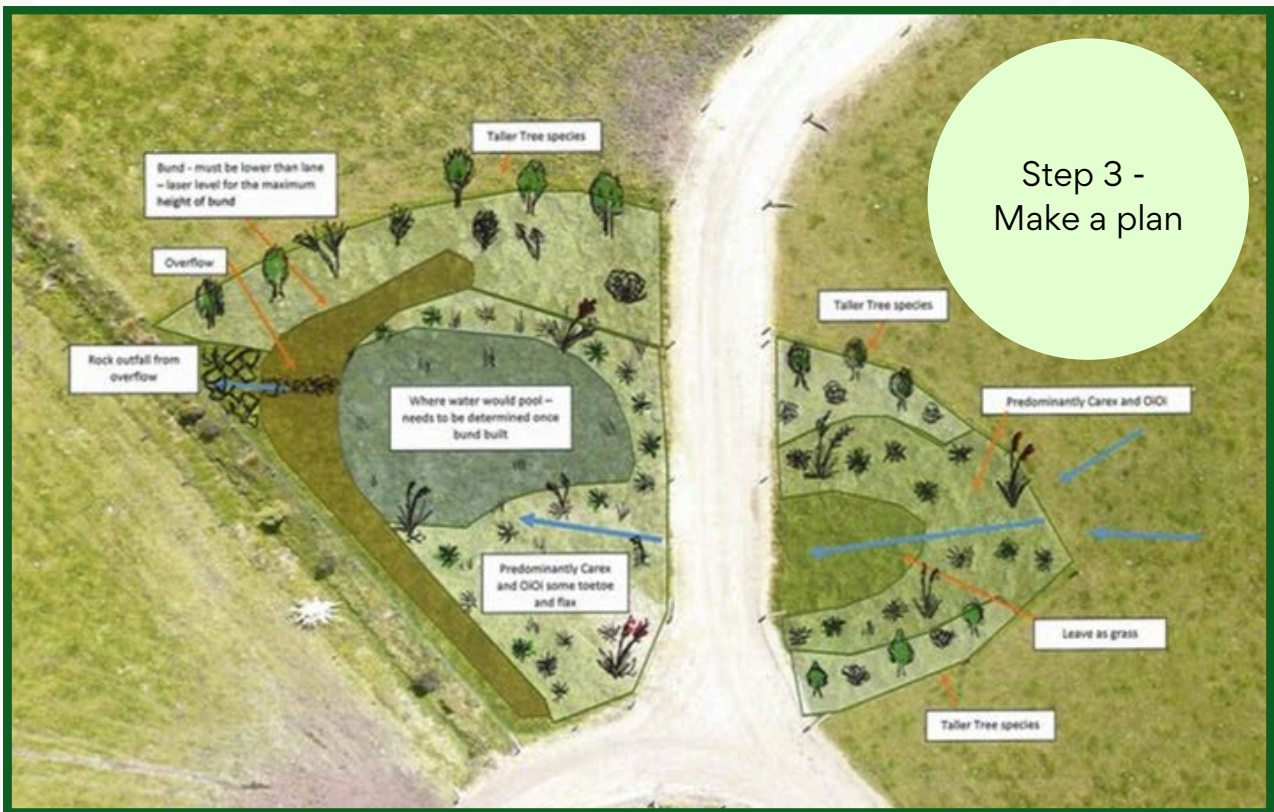 Step 3 -
Make a plan
Taller Tree species
Bund - must be lower than lane
– laser level for the maximum
height of bund
Overflow
Rock outfall from
overflow
Where water would pool –
needs to be determined once
bund built
Predominantly Carex
and OiOi some toetoe
and flax
Taller Tree species
Predominantly Carex and OiOi
Leave as grass
Taller Tree species